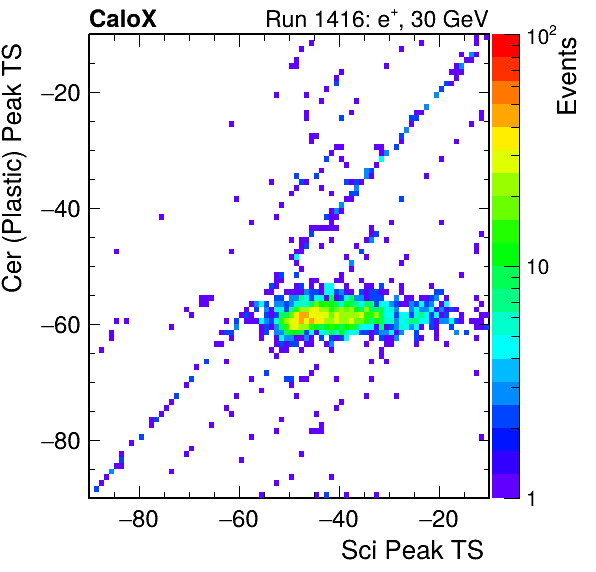 CaloX Run 1416: e⁺, 30 GeV
Cer (Plastic) Peak TS
−20
−40
−60
−80
−80 −60 −40 −20
Sci Peak TS
10²
10
1
Events